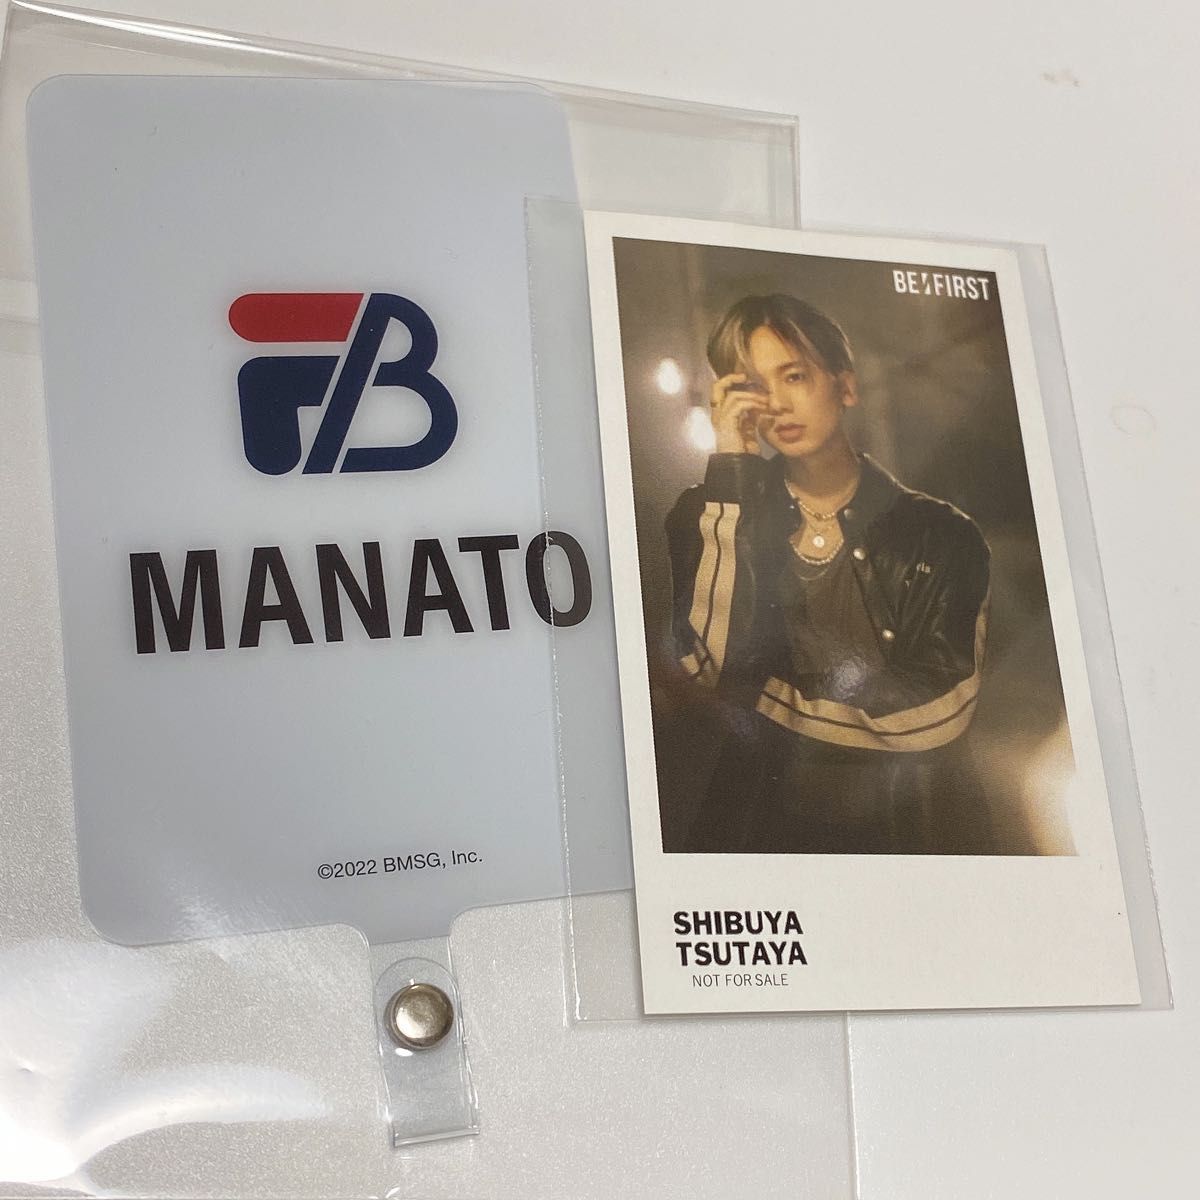 MANATO
©2022 BMSG, Inc.
BE:FIRST
SHIBUYA
TSUTAYA
NOT FOR SALE